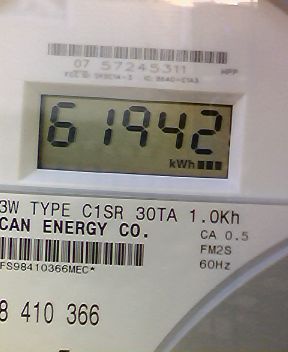 07 57245311
HPP
61942
kWh
3W TYPE C1SR 30TA 1.0Kh
CAN ENERGY CO.
CA 0.5
FM2S
FS98410366MEC*
60Hz
8 410 366